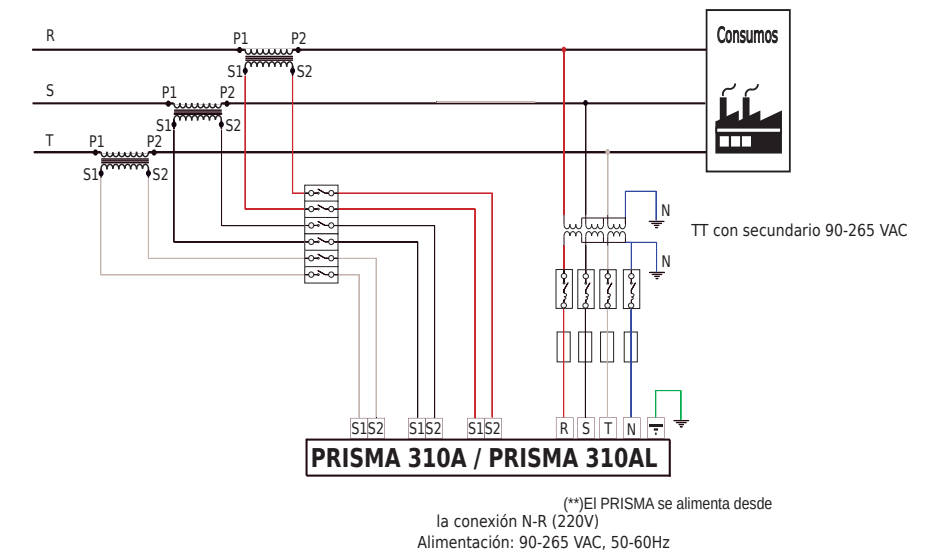 R
P1 P2
Consumos
S1 S2
S
P1 P2
S1 S2
T
P1 P2
S1 S2
N
TT con secundario 90-265 VAC
N
S1 S2 S1 S2 S1 S2 R S T N
PRISMA 310A / PRISMA 310AL
(**)El PRISMA se alimenta desde
la conexión N-R (220V)
Alimentación: 90-265 VAC, 50-60Hz